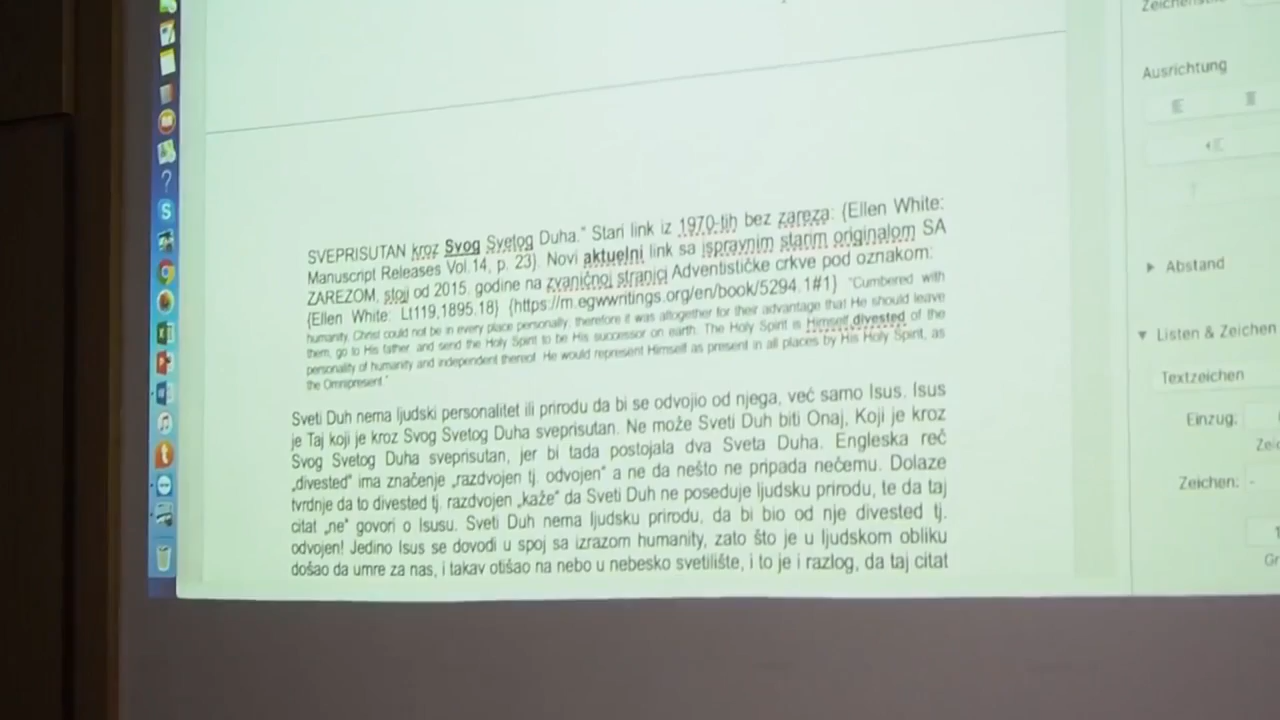 SVEPRISUTAN kroz Svog Svetog Duha." Stari link iz 1970-tih bez zareza: {Ellen White:
Manuscript Releases Vol.14, p. 23}. Novi aktuelni link sa ispravnim starim originalom SA
ZAREZOM, stoji od 2015. godine na zvaničnoj stranici Adventističke crkve pod oznakom:
{Ellen White: Lt119,1895.18} {https://m.egwwritings.org/en/book/5294.1#1} "Cumbered with
humanity, Christ could not be in every place personally; therefore it was altogether for their advantage that He should leave
them, go to His father, and send the Holy Spirit to be His successor on earth. The Holy Spirit is Himself divested of the
personality of humanity and independent thereof. He would represent Himself as present in all places by His Holy Spirit, as
the Omnipresent."
Sveti Duh nema ljudski personalitet ili prirodu da bi se odvojio od njega, već samo Isus. Isus
je Taj koji je kroz Svog Svetog Duha sveprisutan. Ne može Sveti Duh biti Onaj, Koji je kroz
Svog Svetog Duha sveprisutan, jer bi tada postojala dva Sveta Duha. Engleska reč
„divested" ima značenje „razdvojen tj. odvojen" a ne da nešto ne pripada nečemu. Dolaze
tvrdnje da to divested tj. razdvojen „kaže" da Sveti Duh ne poseduje ljudsku prirodu, te da taj
citat „ne" govori o Isusu. Sveti Duh nema ljudsku prirodu, da bi bio od nje divested tj.
odvojen! Jedino Isus se dovodi u spoj sa izrazom humanity, zato što je u ljudskom obliku
došao da umre za nas, i takav otišao na nebo u nebesko svetilište, i to je i razlog, da taj citat
Ausrichtung
Abstand
Listen & Zeichen
Textzeichen
Einzug:
Zeichen: -